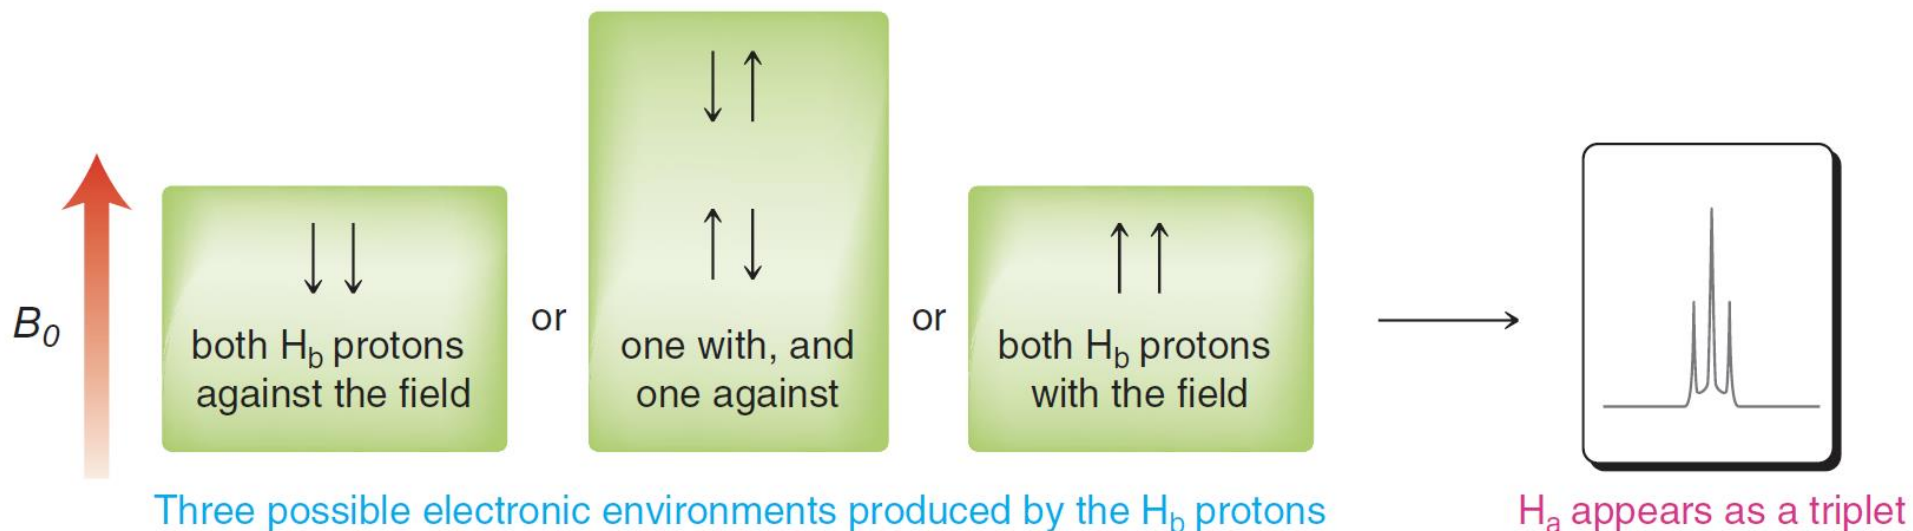 B0
both Hb protons
against the field
or
one with, and
one against
or
both Hb protons
with the field
Three possible electronic environments produced by the Hb protons
Ha appears as a triplet